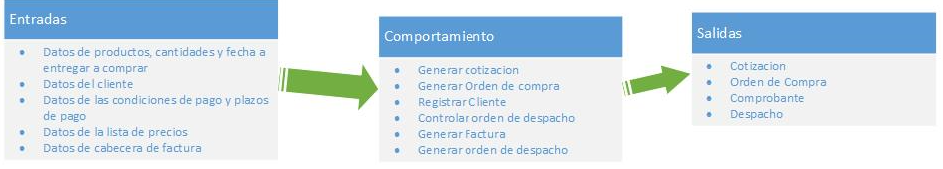 Entradas
• Datos de productos, cantidades y fecha a
entregar a comprar
• Datos del cliente
• Datos de las condiciones de pago y plazos
de pago
• Datos de la lista de precios
• Datos de cabecera de factura
Comportamiento
• Generar cotizacion
• Generar Orden de compra
• Registrar Cliente
• Controlar orden de despacho
• Generar Factura
• Generar orden de despacho
Salidas
• Cotizacion
• Orden de Compra
• Comprobante
• Despacho